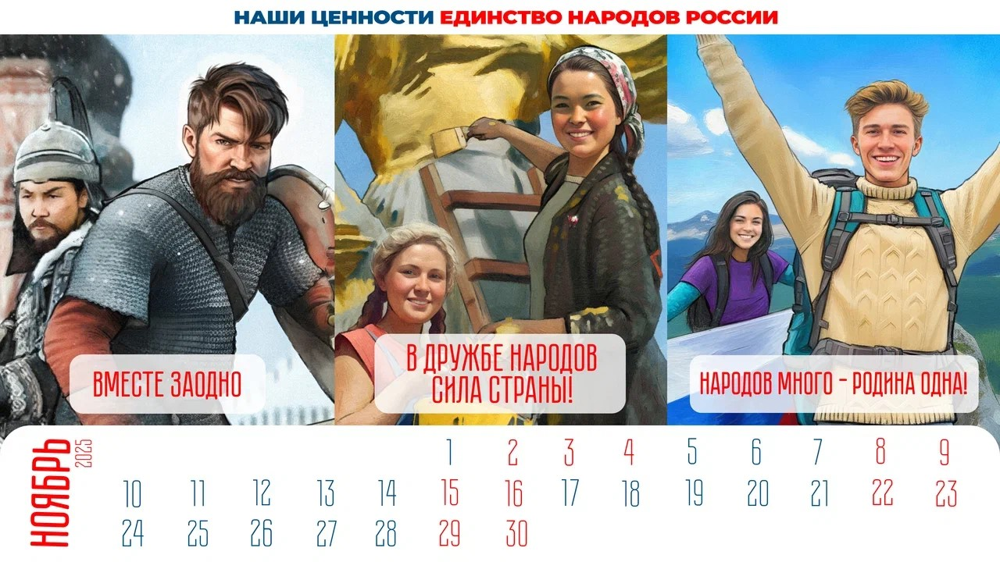 НАШИ ЦЕННОСТИ ЕДИНСТВО НАРОДОВ РОССИИ
ВМЕСТЕ ЗАОДНО
В ДРУЖБЕ НАРОДОВ
СИЛА СТРАНЫ!
НАРОДОВ МНОГО - РОДИНА ОДНА!
НОЯБРЬ
2025
1 2 3 4 5 6 7 8 9
10 11 12 13 14 15 16 17 18 19 20 21 22 23
24 25 26 27 28 29 30